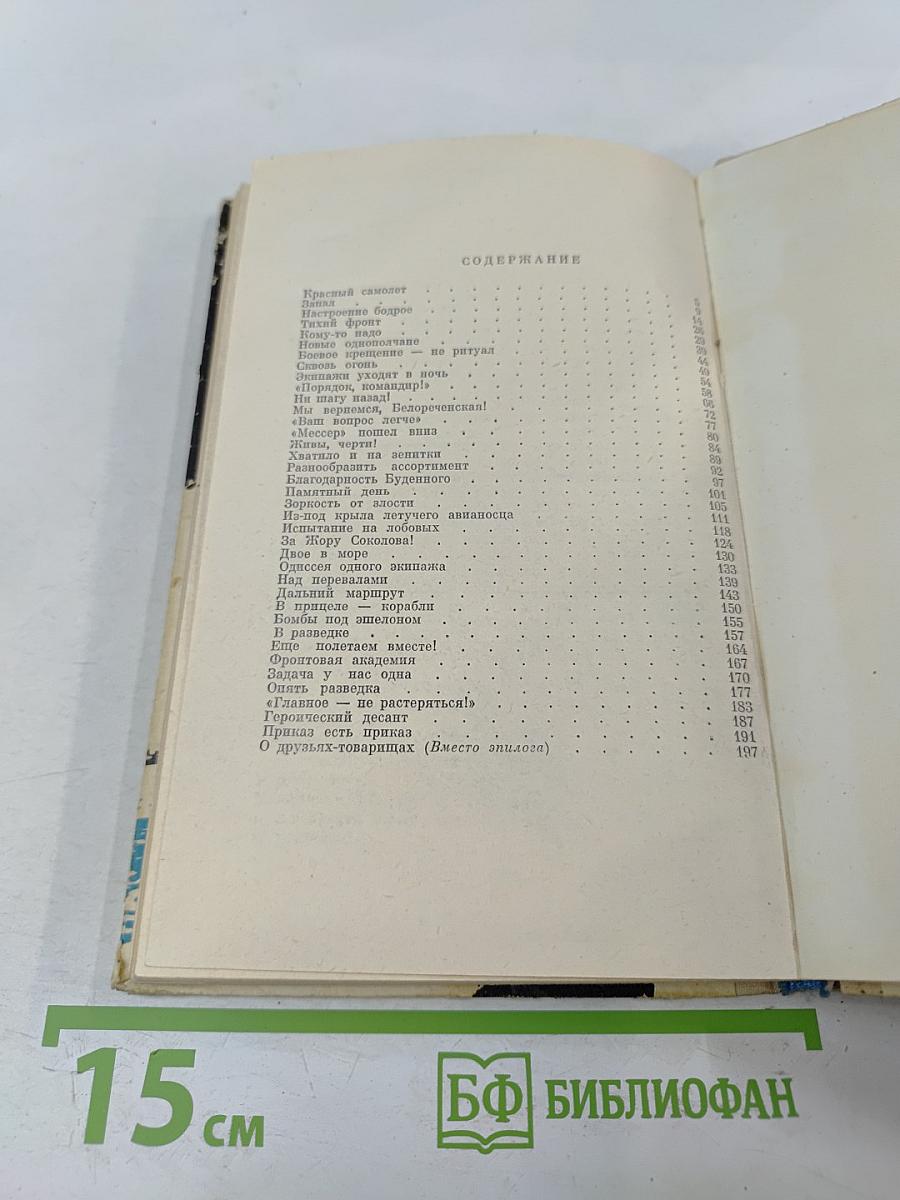 СОДЕРЖАНИЕ
Красный самолет . . . . . . . . . . . 5
Запал . . . . . . . . . . . 9
Настроение бодрое . . . . . . . . . . . 14
Тихий фронт . . . . . . . . . . . 26
Кому-то надо . . . . . . . . . . . 29
Новые однополчане . . . . . . . . . . . 39
Боевое крещение — не ритуал . . . . . . . . 44
Сквозь огонь . . . . . . . . . . . 49
Экипажи уходят в ночь . . . . . . . . . . 54
«Порядок, командир!» . . . . . . . . . . 58
Ни шагу назад! . . . . . . . . . . . 68
Мы вернемся, Белореченская! . . . . . . . . 72
«Ваш вопрос легче» . . . . . . . . . . 77
«Мессер» пошел вниз . . . . . . . . . . 80
Живы, черти! . . . . . . . . . . . 84
Хватило и на зенитки . . . . . . . . . . 89
Разнообразить ассортимент . . . . . . . . . 92
Благодарность Буденного . . . . . . . . . 97
Памятный день . . . . . . . . . . . 101
Зоркость от злости . . . . . . . . . . 105
Из-под крыла летучего авианосца . . . . . . . 111
Испытание на лобовых . . . . . . . . . . 118
За Жору Соколова! . . . . . . . . . . 124
Двое в море . . . . . . . . . . . 130
Одиссея одного экипажа . . . . . . . . . 133
Над перевалами . . . . . . . . . . . 139
Дальний маршрут . . . . . . . . . . . 143
В прицеле — корабли . . . . . . . . . . 150
Бомбы под эшелоном . . . . . . . . . . 155
В разведке . . . . . . . . . . . 157
Еще полетаем вместе! . . . . . . . . . . 164
Фронтовая академия . . . . . . . . . . 167
Задача у нас одна . . . . . . . . . . 170
Опять разведка . . . . . . . . . . . 177
«Главное — не растеряться!» . . . . . . . . 183
Героический десант . . . . . . . . . . 187
Приказ есть приказ . . . . . . . . . . 191
О друзьях-товарищах (Вместо эпилога) . . . . . . 197
15 см
БФ БИБЛИОФАН